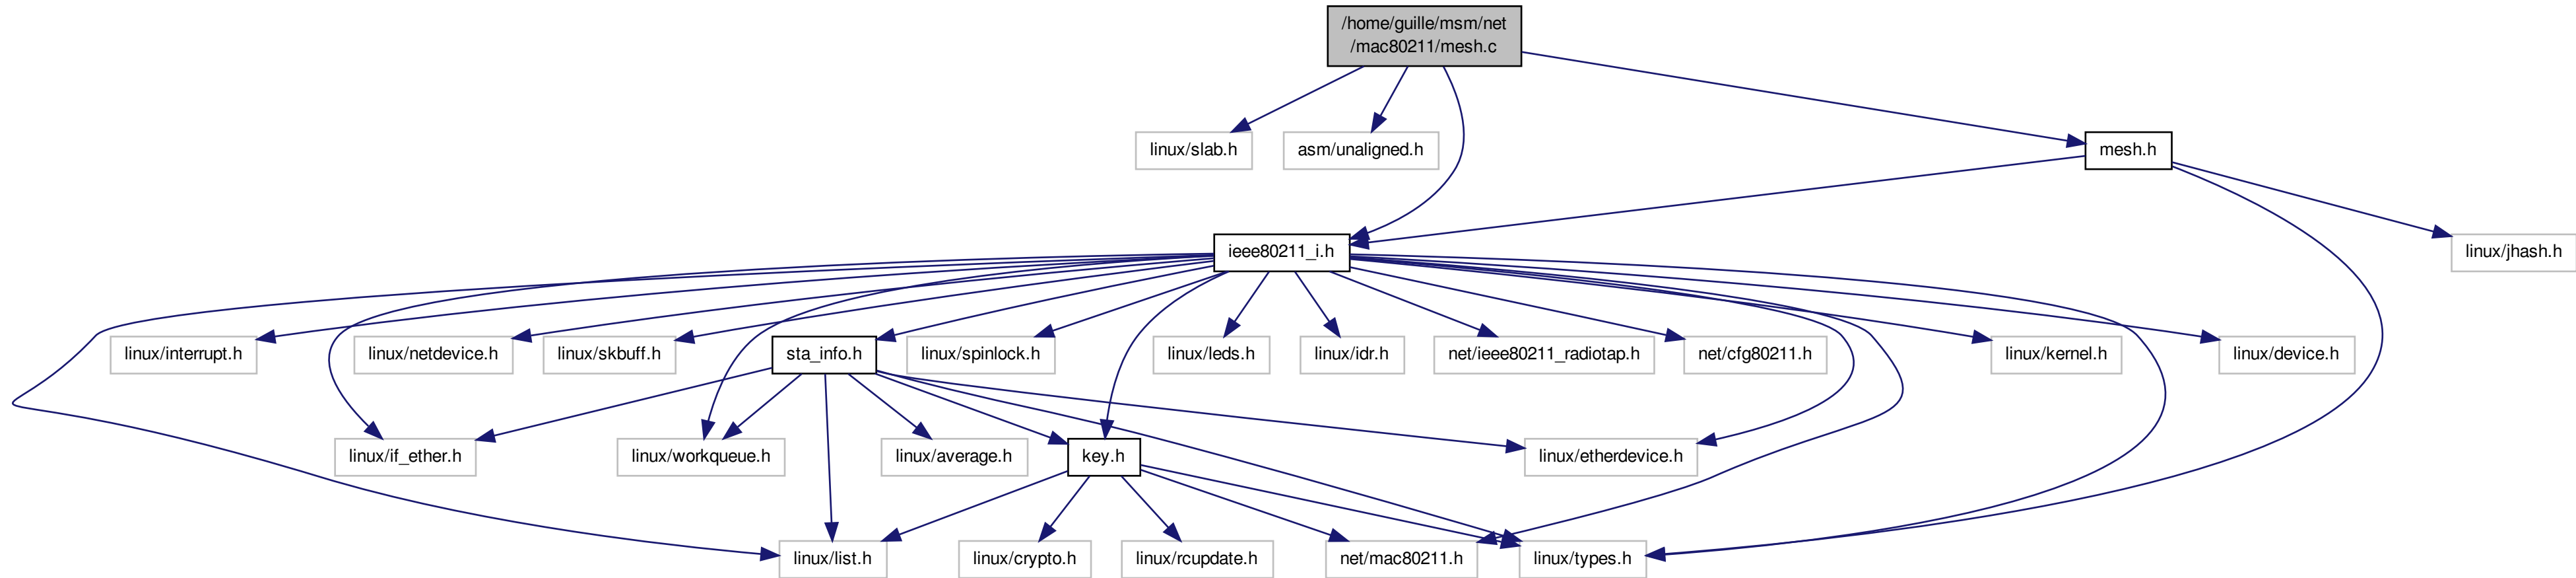 /home/guille/msm/net
/mac80211/mesh.c
linux/slab.h
asm/unaligned.h
mesh.h
ieee80211_i.h
linux/jhash.h
linux/interrupt.h
linux/netdevice.h
linux/skbuff.h
sta_info.h
linux/spinlock.h
linux/leds.h
linux/idr.h
net/ieee80211_radiotap.h
net/cfg80211.h
linux/kernel.h
linux/device.h
linux/if_ether.h
linux/workqueue.h
linux/average.h
key.h
linux/etherdevice.h
linux/list.h
linux/crypto.h
linux/rcupdate.h
net/mac80211.h
linux/types.h